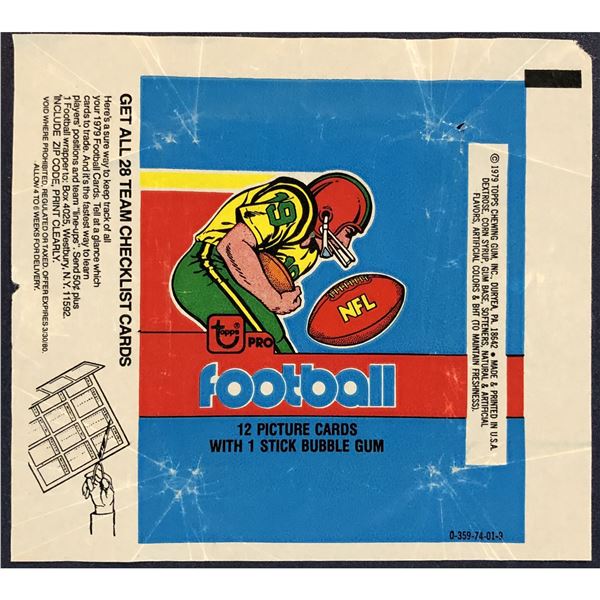 GET ALL 28 TEAM CHECKLIST CARDS
Here's a sure way to keep track of all
your 1979 Football Cards. Tell at a glance which
cards to trade. And it's the fastest way to learn
players' positions and team "line-ups". Send 50¢ plus
1 Football wrapper to: Box 4025, Westbury, N.Y. 11592.
INCLUDE ZIP CODE, PRINT CLEARLY.
ALLOW 4 TO 6 WEEKS FOR DELIVERY.
VOID WHERE PROHIBITED, REGULATED OR TAXED. OFFER EXPIRES 3/30/80.
19
NFL
topps
PRO
football
12 PICTURE CARDS
WITH 1 STICK BUBBLE GUM
© 1979 TOPPS CHEWING GUM, INC., DURYEA, PA. 18642 ● MADE & PRINTED IN U.S.A.
DEXTROSE, CORN SYRUP, GUM BASE, SOFTENERS, NATURAL & ARTIFICIAL
FLAVORS, ARTIFICIAL COLORS & BHT (TO MAINTAIN FRESHNESS).
0-359-74-01-9